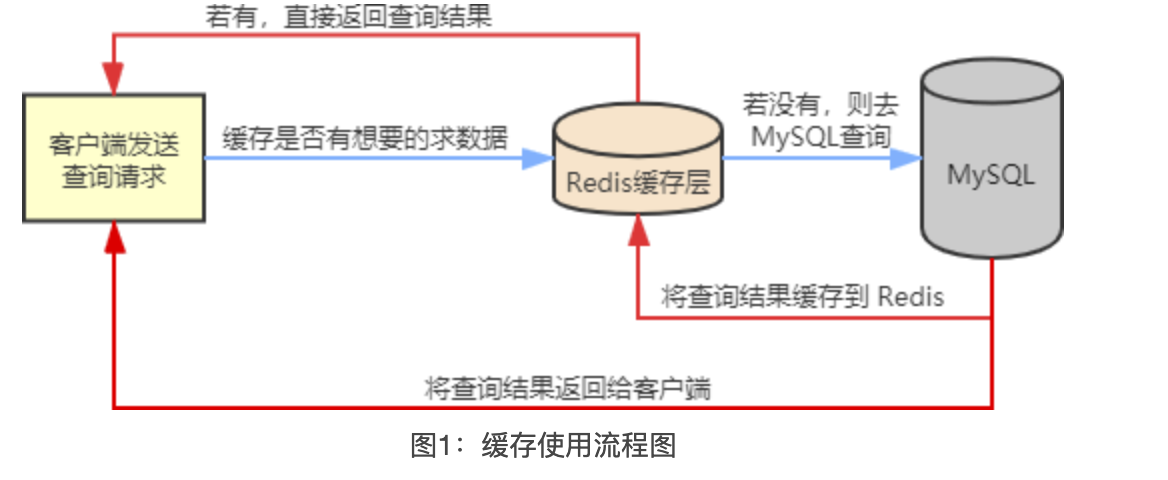 若有，直接返回查询结果
客户端发送
查询请求
缓存是否有想要的求数据
Redis缓存层
若没有，则去
MySQL查询
MySQL
将查询结果缓存到 Redis
将查询结果返回给客户端
图1：缓存使用流程图